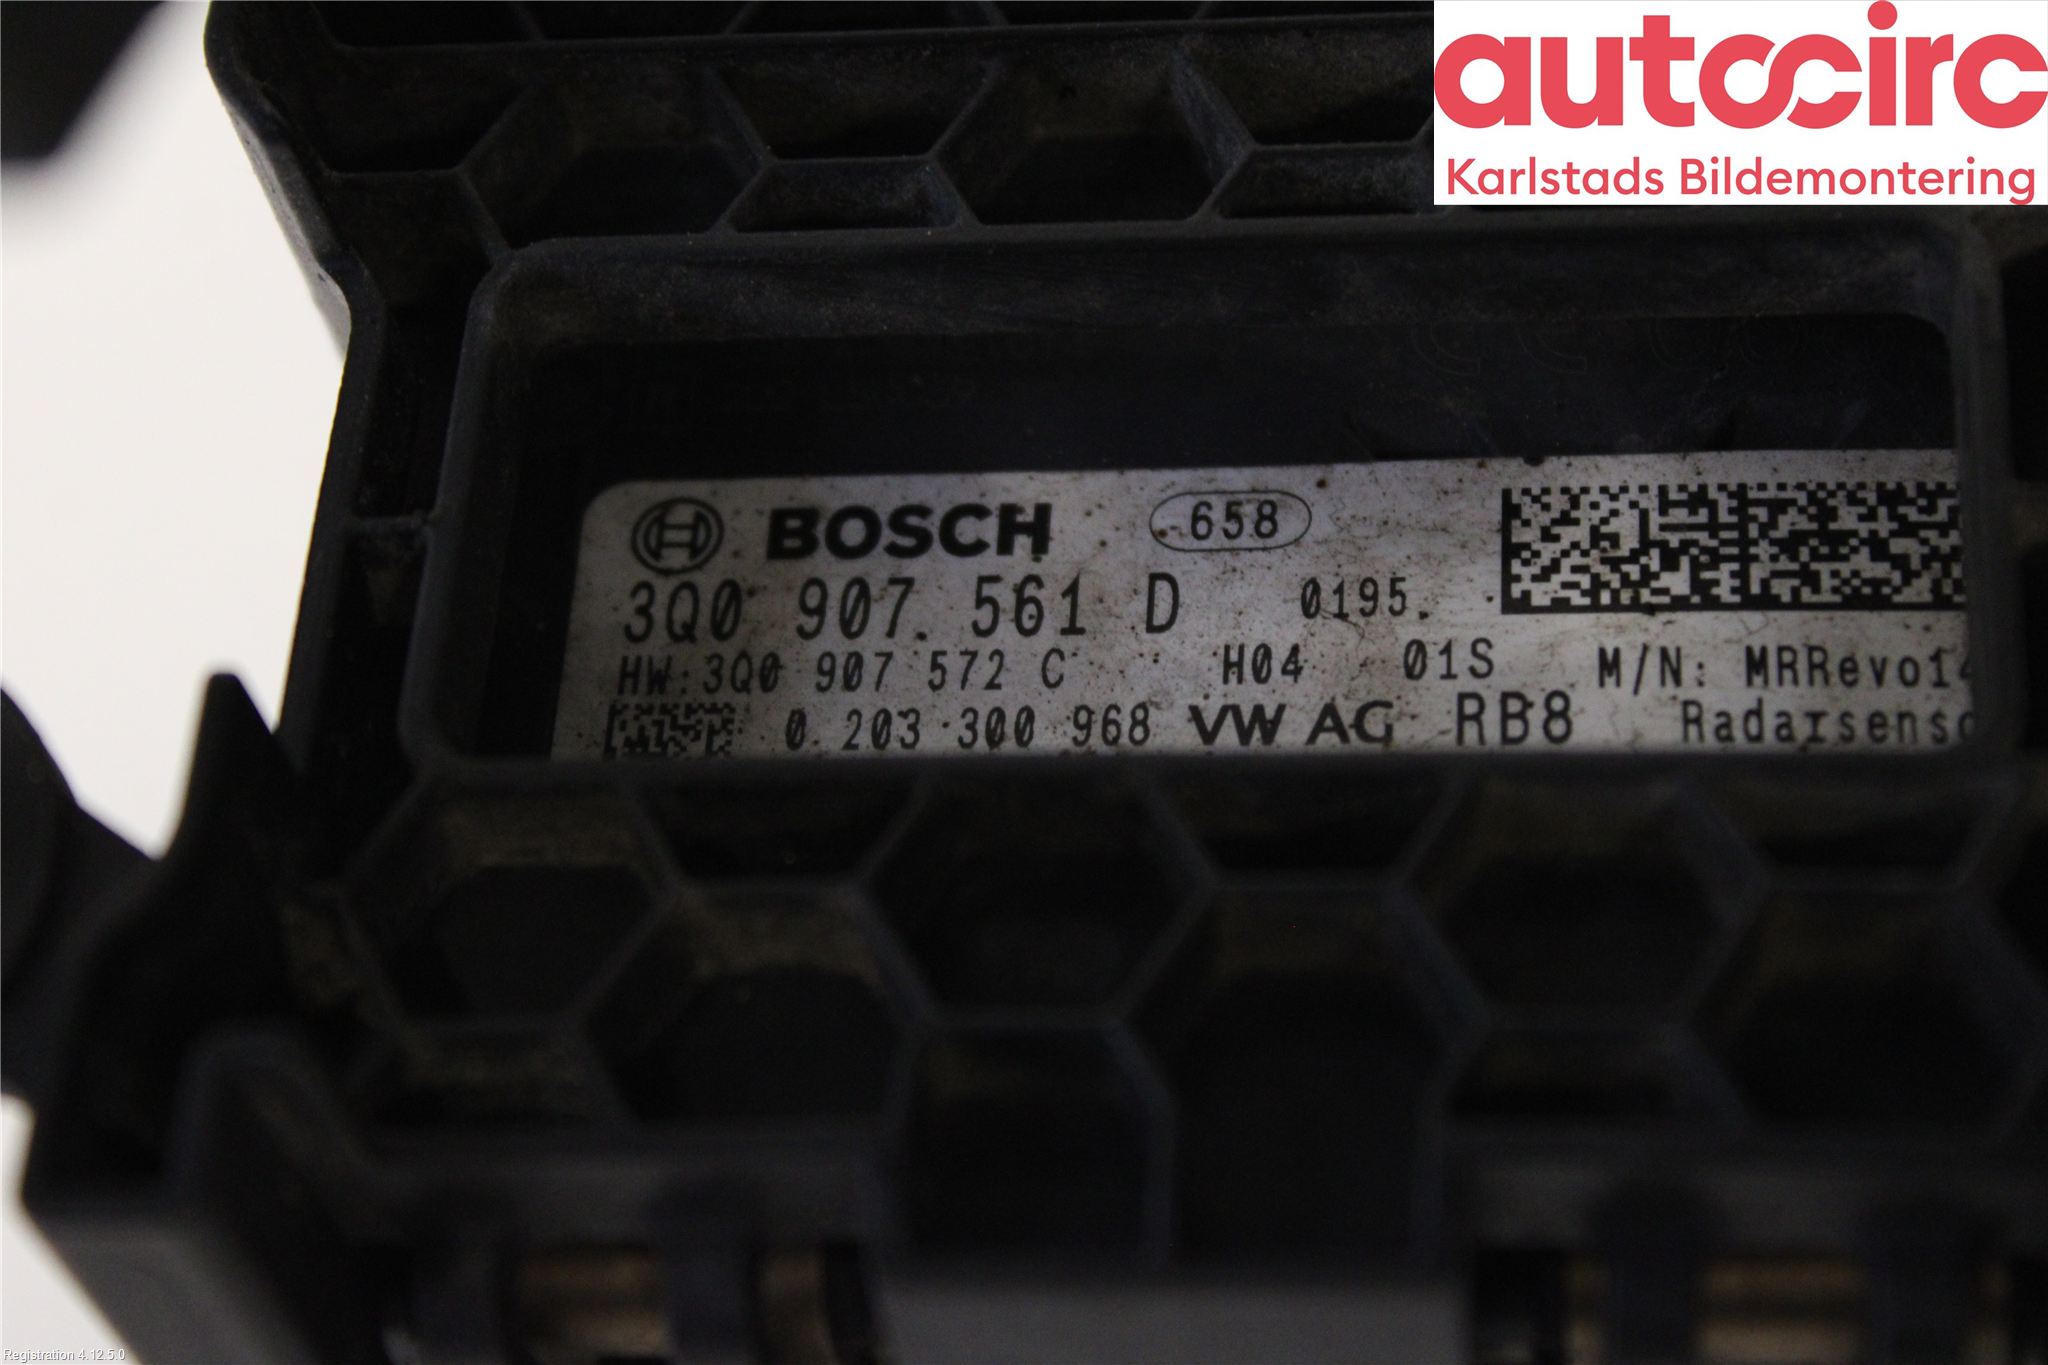 autocirc
Karlstads Bildemontering
BOSCH 658
3Q0 907 561 D 0195
HW:3Q0 907 572 C H04 01S M/N: MRRevo14
0 203 300 968 VW AG RB8 Radarsenso
Registration 4.12.5.0